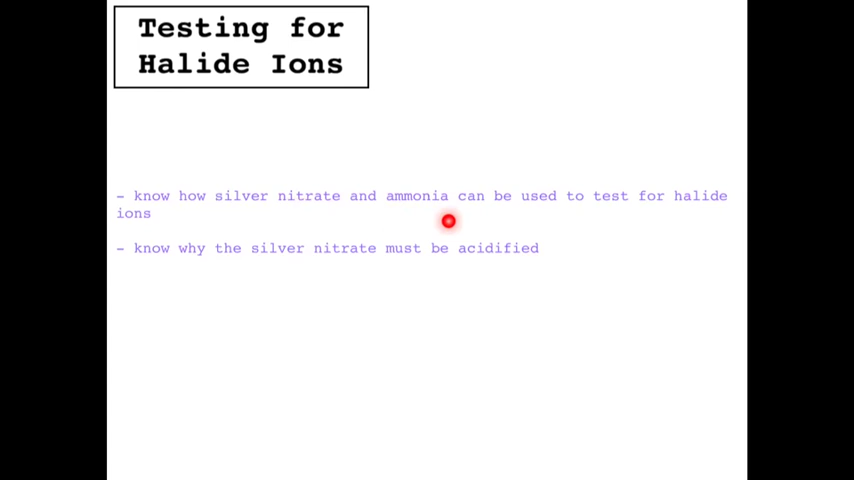 Testing for
Halide Ions
- know how silver nitrate and ammonia can be used to test for halide
ions
- know why the silver nitrate must be acidified